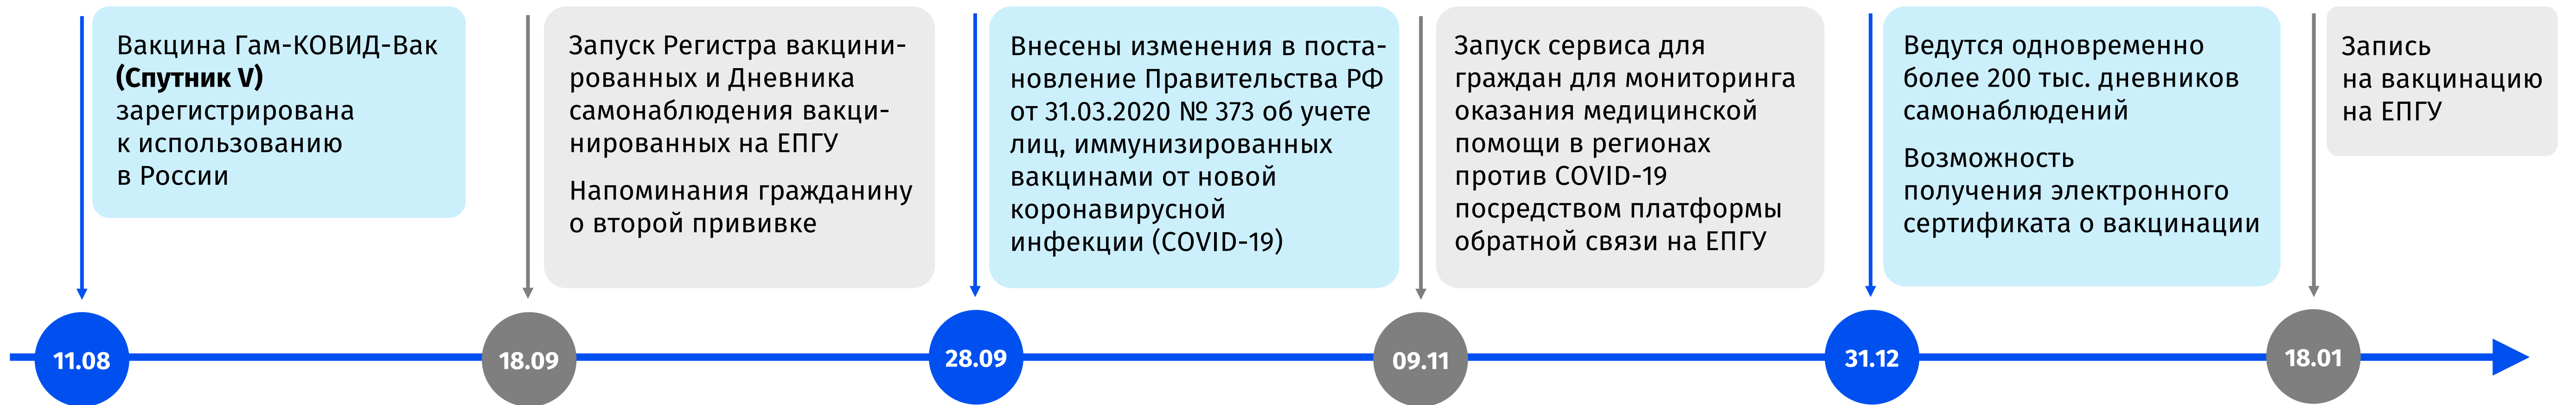 Вакцина Гам-КОВИД-Вак
(Спутник V)
зарегистрирована
к использованию
в России
Запуск Регистра вакцини-
рованных и Дневника
самонаблюдения вакци-
нированных на ЕПГУ
Напоминания гражданину
о второй прививке
Внесены изменения в поста-
новление Правительства РФ
от 31.03.2020 № 373 об учете
лиц, иммунизированных
вакцинами от новой
коронавирусной
инфекции (COVID-19)
Запуск сервиса для
граждан для мониторинга
оказания медицинской
помощи в регионах
против COVID-19
посредством платформы
обратной связи на ЕПГУ
Ведутся одновременно
более 200 тыс. дневников
самонаблюдений
Возможность
получения электронного
сертификата о вакцинации
Запись
на вакцинацию
на ЕПГУ
11.08
18.09
28.09
09.11
31.12
18.01